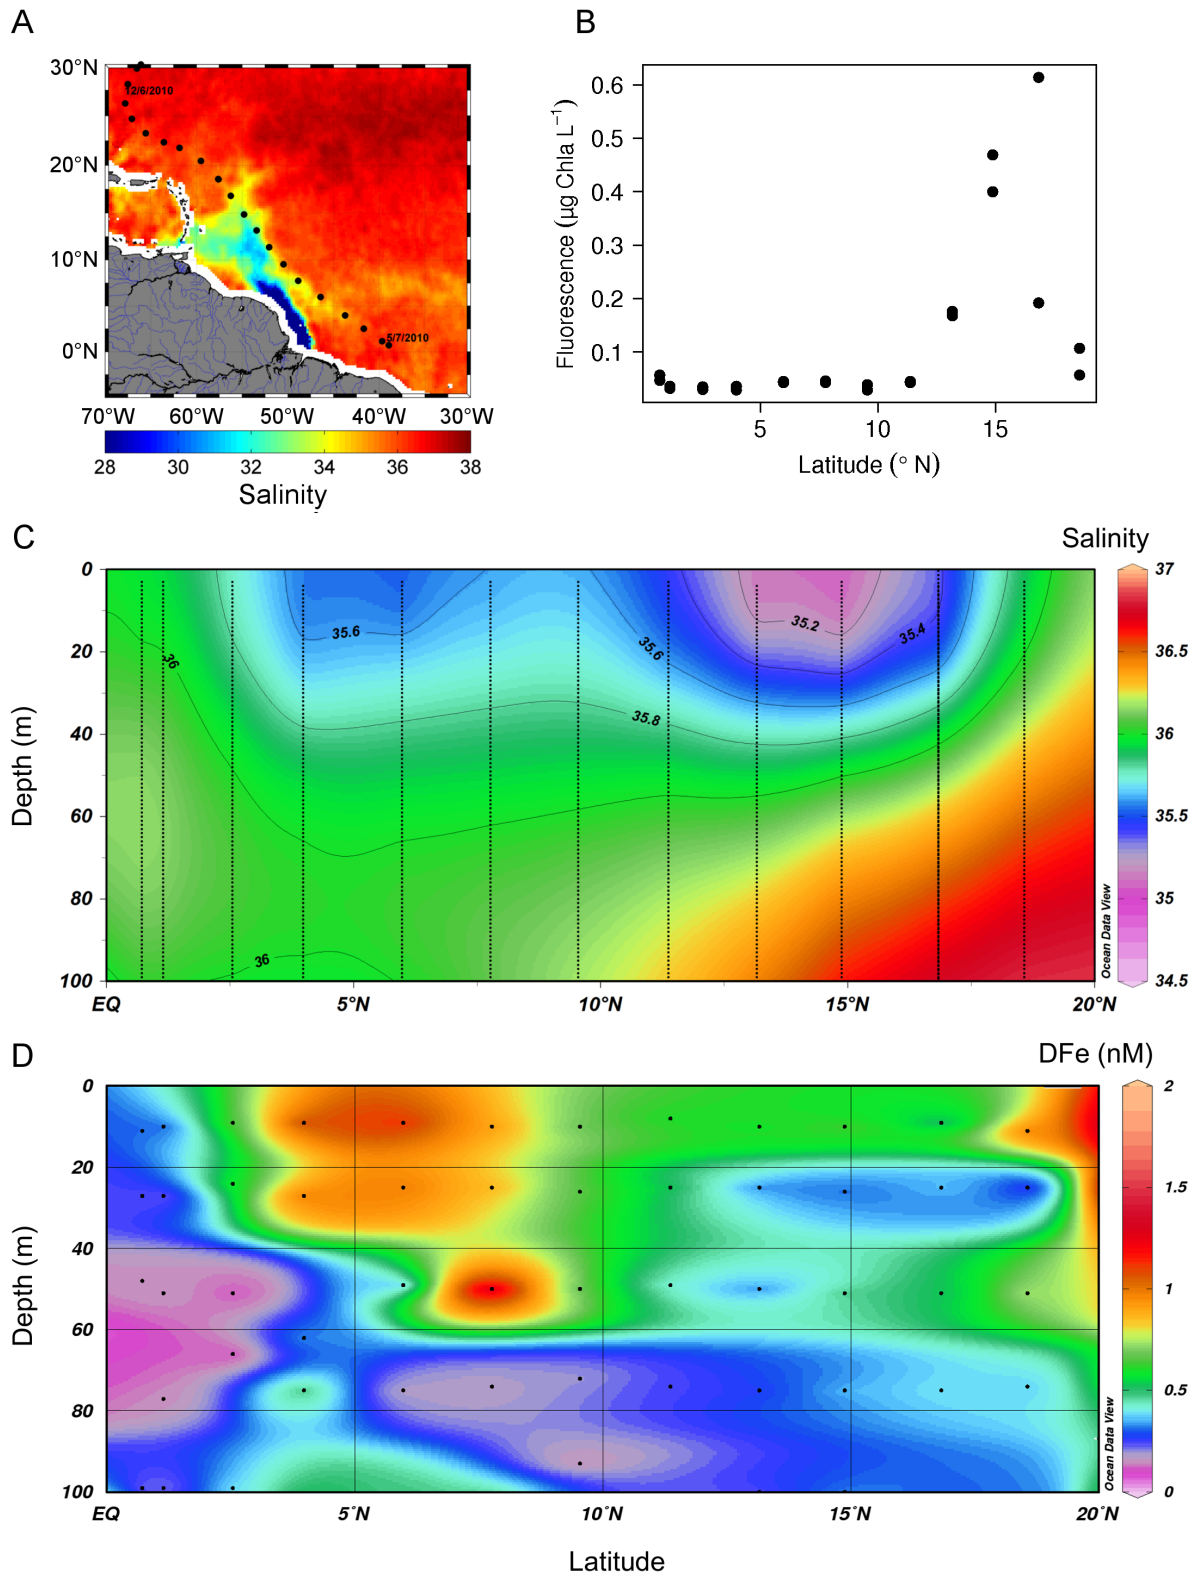 A
30°N
20°N
10°N
0°N
12/6/2010
5/7/2010
70°W 60°W 50°W 40°W 30°W
28 30 32 34 36 38
Salinity
B
Fluorescence (µg Chla L⁻¹)
0.6
0.5
0.4
0.3
0.2
0.1
5 10 15
Latitude (° N)
C
Salinity
Depth (m)
0
20
40
60
80
100
36
35.6
35.6
35.2
35.4
35.8
36
EQ 5°N 10°N 15°N 20°N
Ocean Data View
37
36.5
36
35.5
35
34.5
D
DFe (nM)
Depth (m)
0
20
40
60
80
100
EQ 5°N 10°N 15°N 20°N
Ocean Data View
2
1.5
1
0.5
0
Latitude